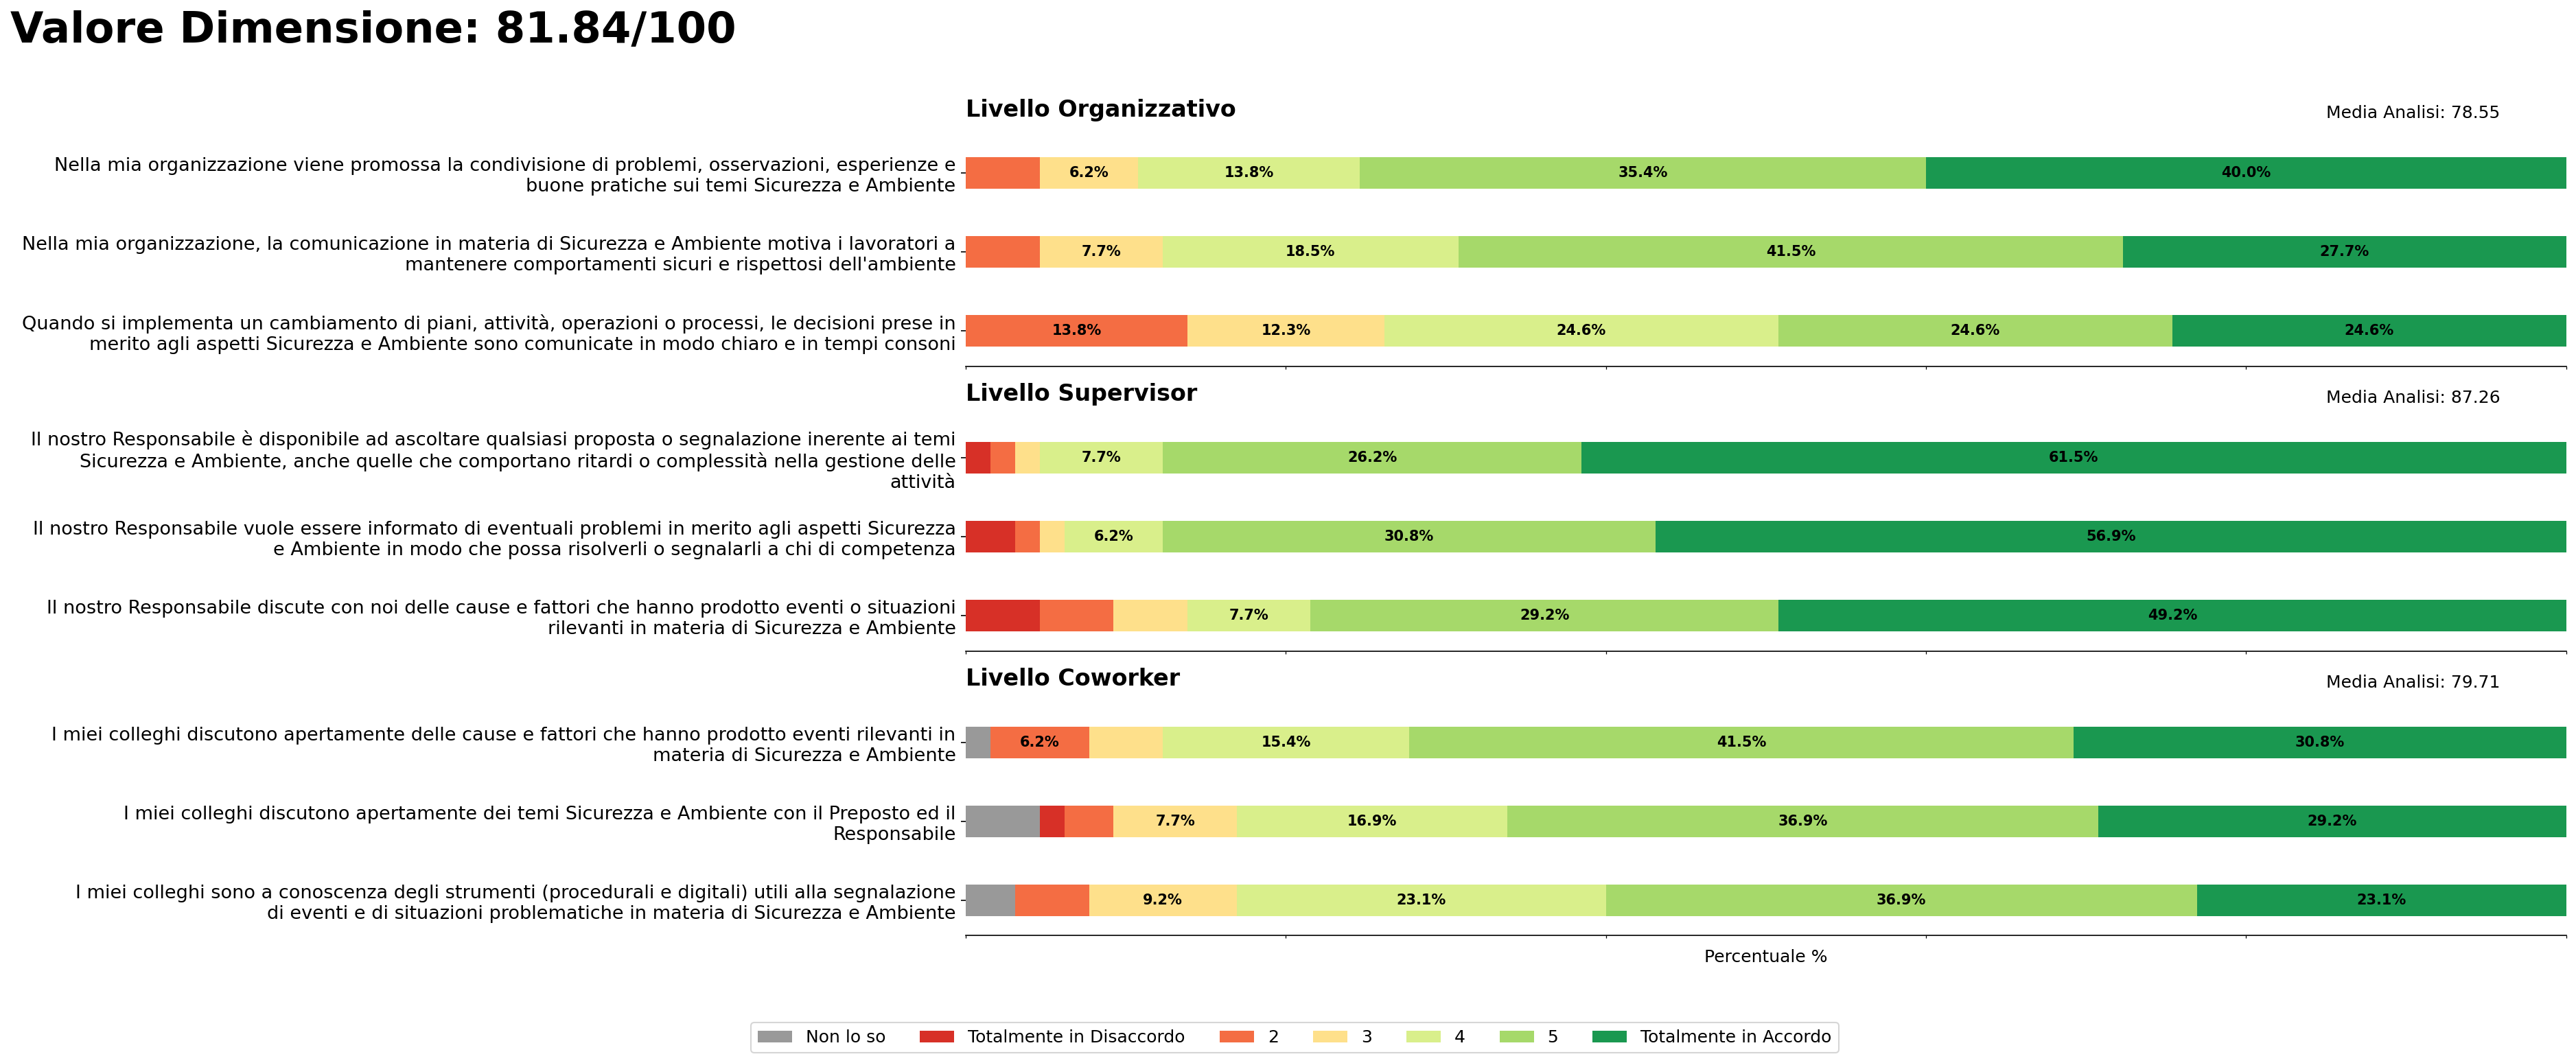 Valore Dimensione: 81.84/100
Livello Organizzativo
Media Analisi: 78.55
Nella mia organizzazione viene promossa la condivisione di problemi, osservazioni, esperienze e
buone pratiche sui temi Sicurezza e Ambiente
6.2% 13.8% 35.4% 40.0%
Nella mia organizzazione, la comunicazione in materia di Sicurezza e Ambiente motiva i lavoratori a
mantenere comportamenti sicuri e rispettosi dell'ambiente
7.7% 18.5% 41.5% 27.7%
Quando si implementa un cambiamento di piani, attività, operazioni o processi, le decisioni prese in
merito agli aspetti Sicurezza e Ambiente sono comunicate in modo chiaro e in tempi consoni
13.8% 12.3% 24.6% 24.6% 24.6%
Livello Supervisor
Media Analisi: 87.26
Il nostro Responsabile è disponibile ad ascoltare qualsiasi proposta o segnalazione inerente ai temi
Sicurezza e Ambiente, anche quelle che comportano ritardi o complessità nella gestione delle
attività
7.7% 26.2% 61.5%
Il nostro Responsabile vuole essere informato di eventuali problemi in merito agli aspetti Sicurezza
e Ambiente in modo che possa risolverli o segnalarli a chi di competenza
6.2% 30.8% 56.9%
Il nostro Responsabile discute con noi delle cause e fattori che hanno prodotto eventi o situazioni
rilevanti in materia di Sicurezza e Ambiente
7.7% 29.2% 49.2%
Livello Coworker
Media Analisi: 79.71
I miei colleghi discutono apertamente delle cause e fattori che hanno prodotto eventi rilevanti in
materia di Sicurezza e Ambiente
6.2% 15.4% 41.5% 30.8%
I miei colleghi discutono apertamente dei temi Sicurezza e Ambiente con il Preposto ed il
Responsabile
7.7% 16.9% 36.9% 29.2%
I miei colleghi sono a conoscenza degli strumenti (procedurali e digitali) utili alla segnalazione
di eventi e di situazioni problematiche in materia di Sicurezza e Ambiente
9.2% 23.1% 36.9% 23.1%
Percentuale %
Non lo so Totalmente in Disaccordo 2 3 4 5 Totalmente in Accordo